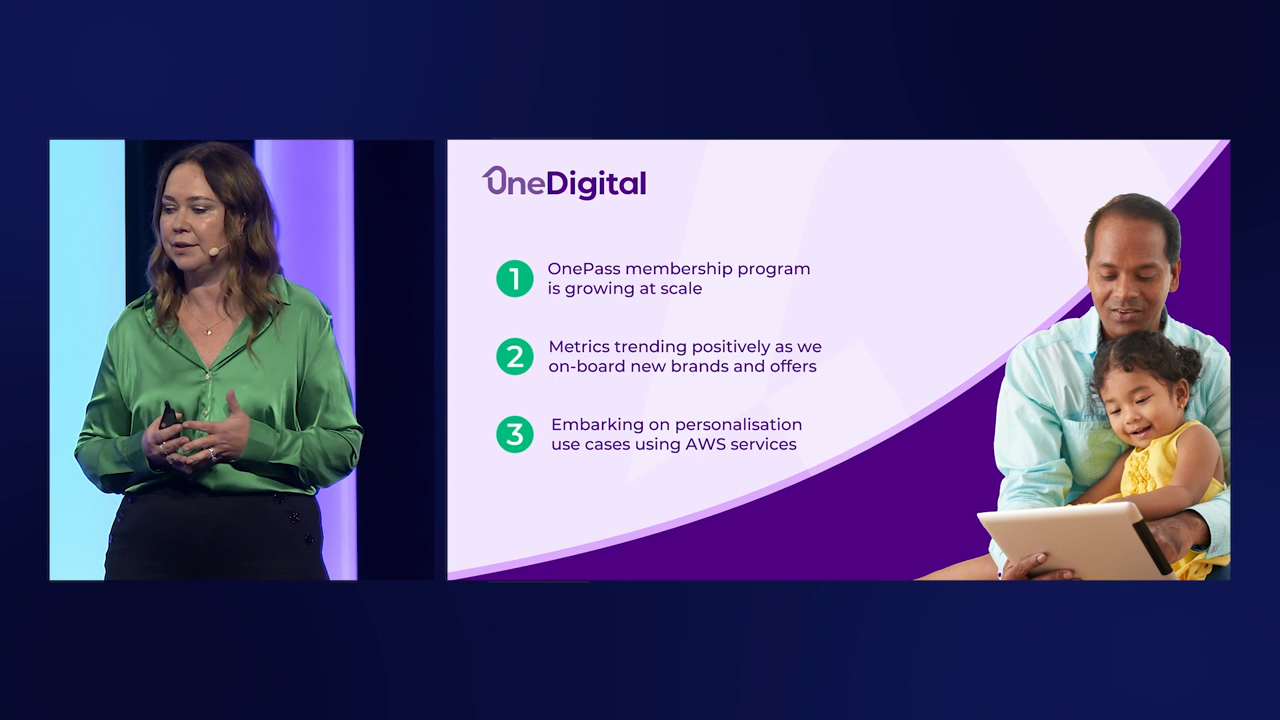 OneDigital
1 OnePass membership program
is growing at scale
2 Metrics trending positively as we
on-board new brands and offers
3 Embarking on personalisation
use cases using AWS services